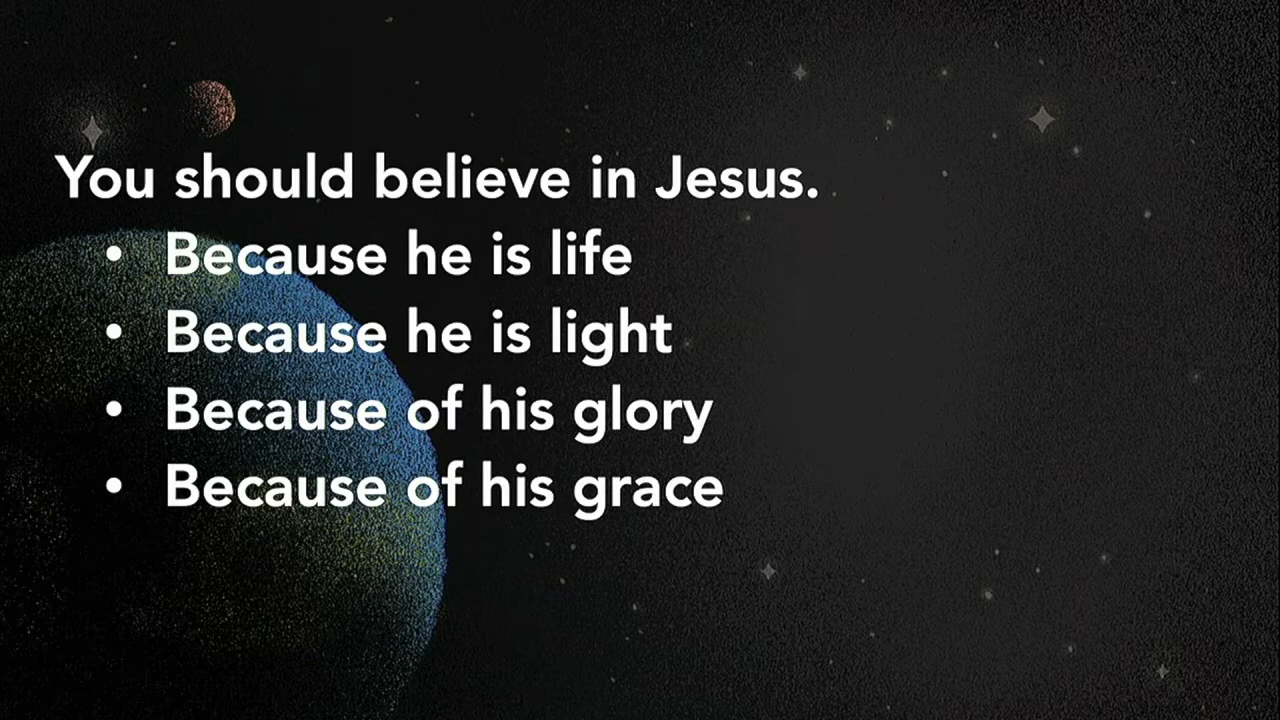 You should believe in Jesus.
• Because he is life
• Because he is light
• Because of his glory
• Because of his grace